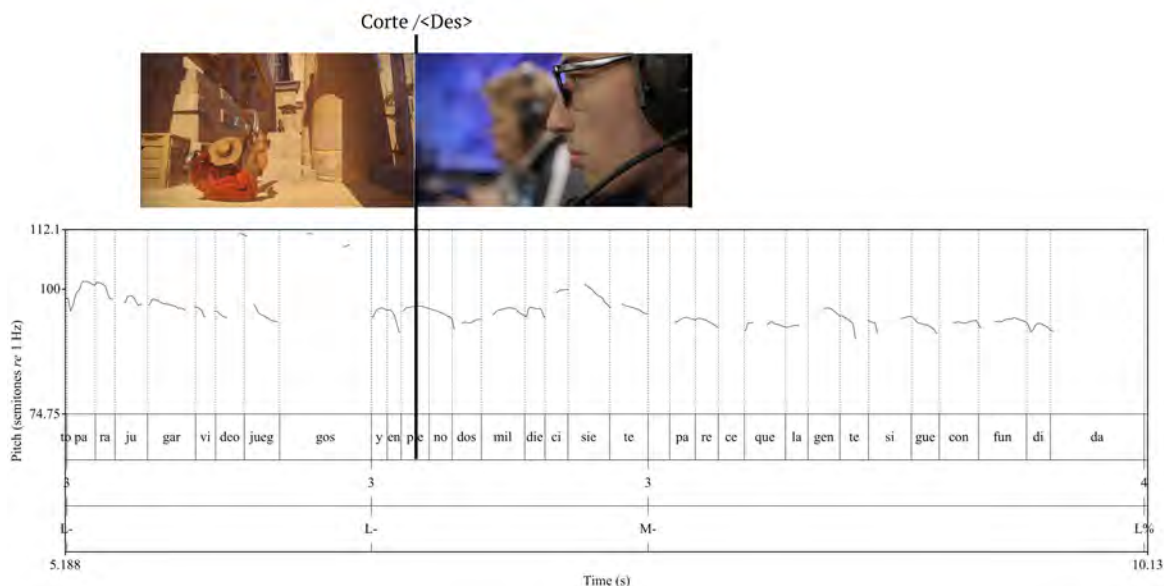 Corte /<Des>
112.1
100
74.75
Pitch (semitones re 1 Hz)
to pa ra ju gar vi deo jueg gos y en ple no dos mil die ci sie te pa re ce que la gen te si gue con fun di da
3 3 3 4
L- L- M- L%
5.188 10.13
Time (s)